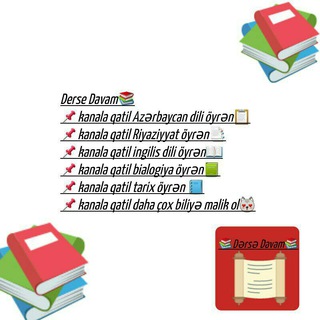 Derse Davam📚
📌 kanala qatil Azərbaycan dili öyrən📋
📌 kanala qatil Riyaziyyat öyrən📑
📌 kanala qatil ingilis dili öyrən📖
📌 kanala qatil bialogiya öyrən📗
📌 kanala qatil tarix öyrən 📘
📌 kanala qatil daha çox biliyə malik ol😻
📚Dərsə Davam📚